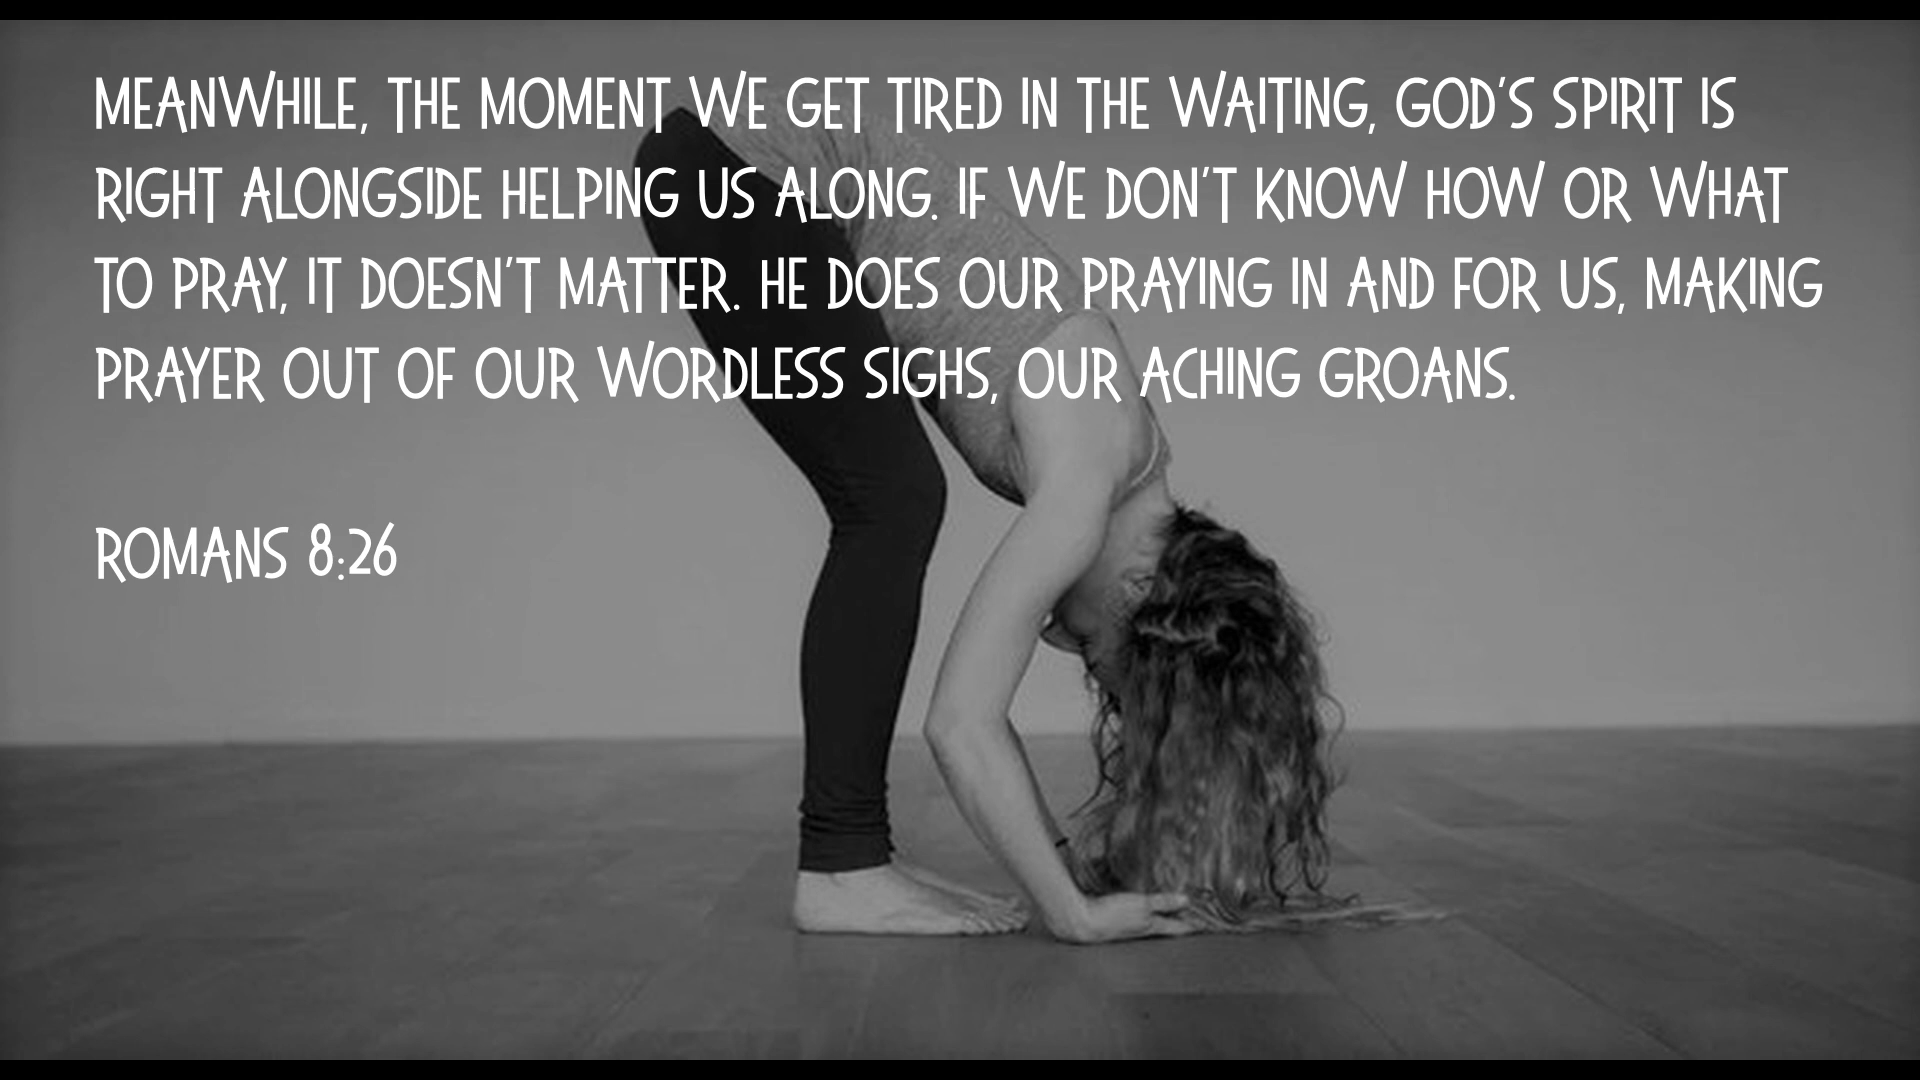 MEANWHILE, THE MOMENT WE GET TIRED IN THE WAITING, GOD'S SPIRIT IS
RIGHT ALONGSIDE HELPING US ALONG. IF WE DON'T KNOW HOW OR WHAT
TO PRAY, IT DOESN'T MATTER. HE DOES OUR PRAYING IN AND FOR US, MAKING
PRAYER OUT OF OUR WORDLESS SIGHS, OUR ACHING GROANS.
ROMANS 8:26